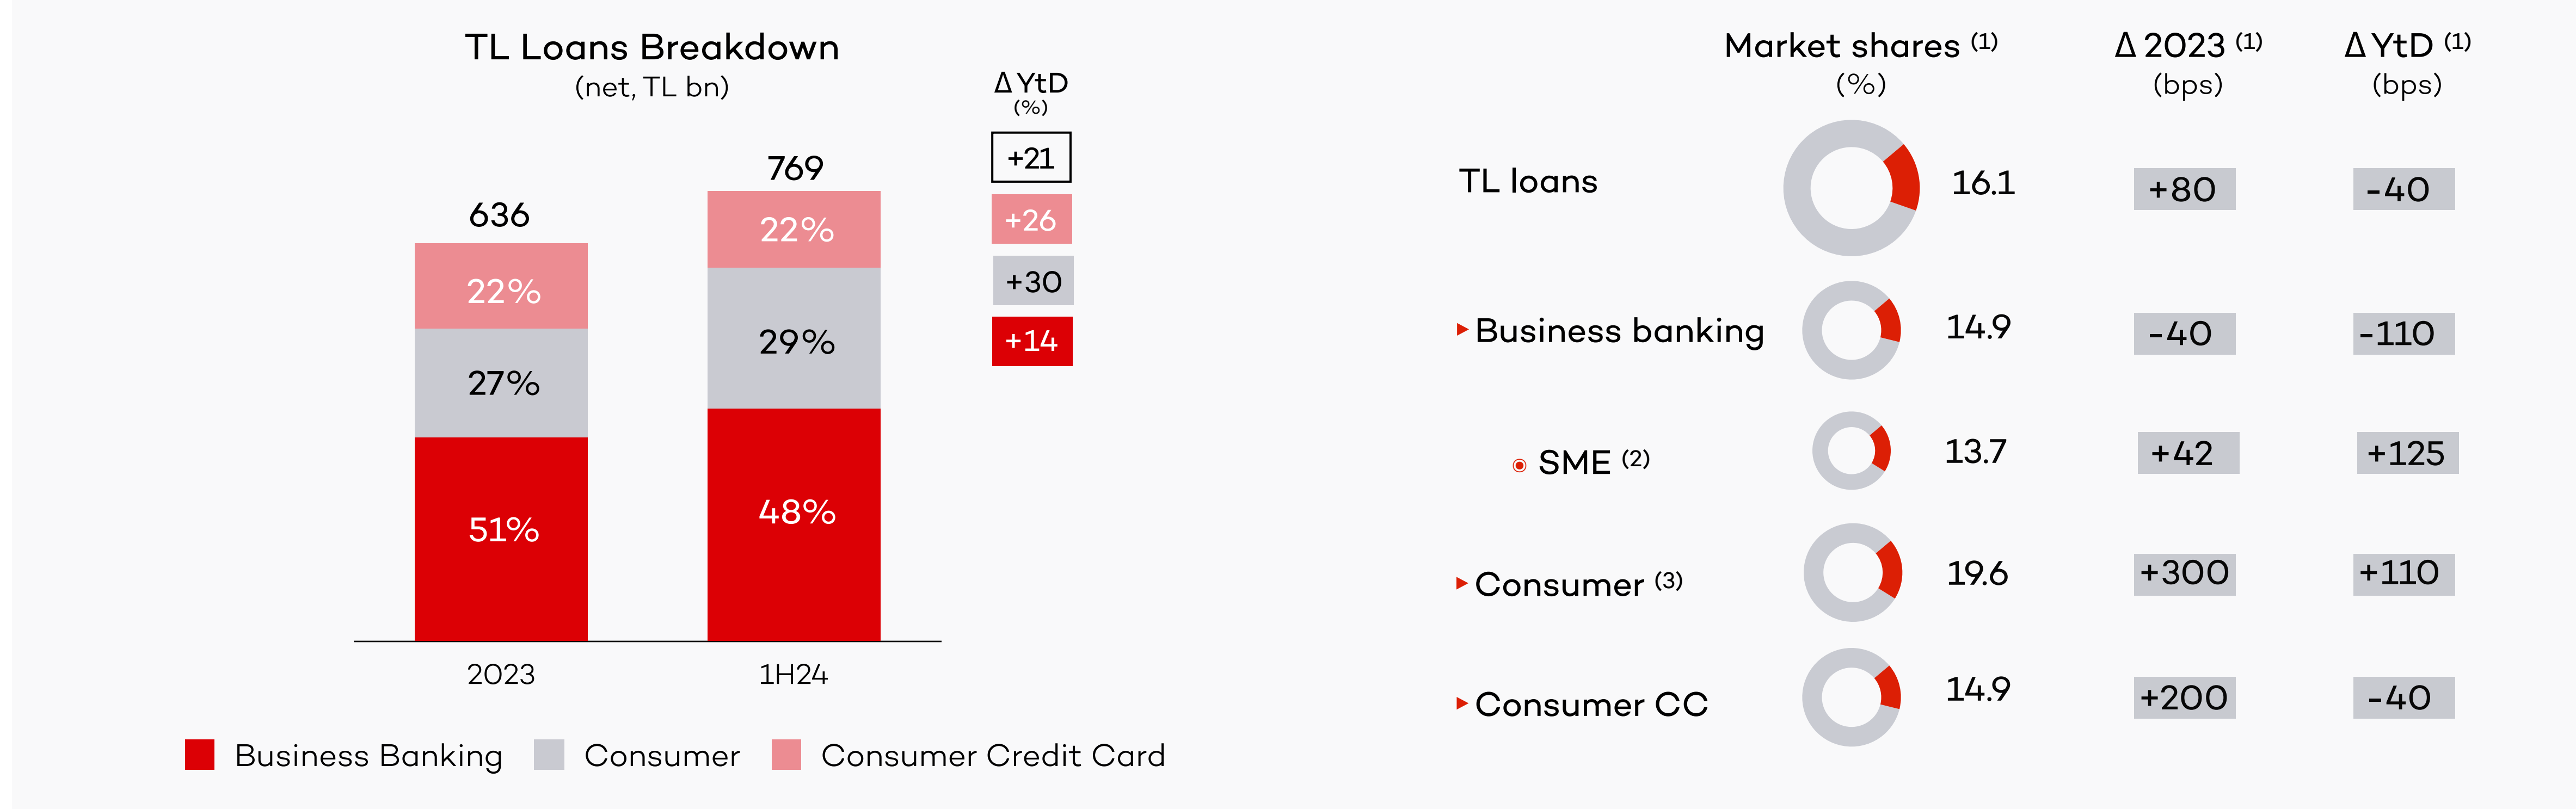 TL Loans Breakdown
(net, TL bn)
Δ YtD
(%)
636
769
22%
27%
51%
22%
29%
48%
+21
+26
+30
+14
2023
1H24
Business Banking
Consumer
Consumer Credit Card
Market shares (1)
(%)
Δ 2023 (1)
(bps)
Δ YtD (1)
(bps)
TL loans 16.1 +80 -40
Business banking 14.9 -40 -110
SME (2) 13.7 +42 +125
Consumer (3) 19.6 +300 +110
Consumer CC 14.9 +200 -40